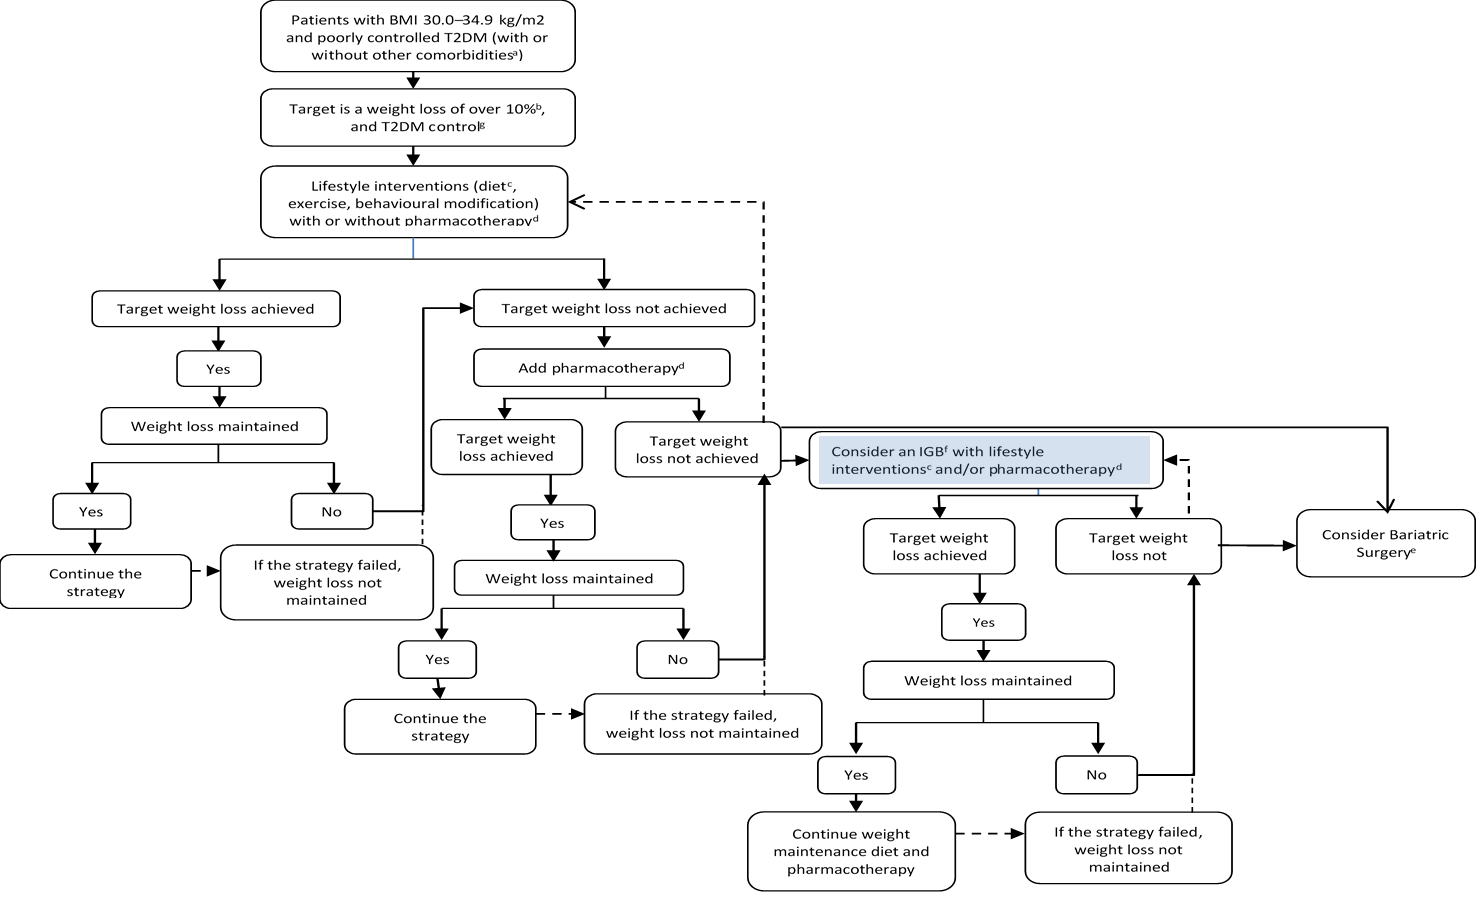 Patients with BMI 30.0–34.9 kg/m2
and poorly controlled T2DM (with or
without other comorbiditiesᵃ)
Target is a weight loss of over 10%ᵇ,
and T2DM controlᵍ
Lifestyle interventions (dietᶜ,
exercise, behavioural modification)
with or without pharmacotherapyᵈ
Target weight loss achieved
Yes
Weight loss maintained
Yes
No
Continue the
strategy
If the strategy failed,
weight loss not
maintained
Target weight loss not achieved
Add pharmacotherapyᵈ
Target weight
loss achieved
Target weight
loss not achieved
Yes
Weight loss maintained
Yes
No
Continue the
strategy
If the strategy failed,
weight loss not maintained
Consider an IGBᶠ with lifestyle
interventionsᶜ and/or pharmacotherapyᵈ
Target weight
loss achieved
Target weight
loss not
Consider Bariatric
Surgeryᵉ
Yes
Weight loss maintained
Yes
No
Continue weight
maintenance diet and
pharmacotherapy
If the strategy failed,
weight loss not
maintained